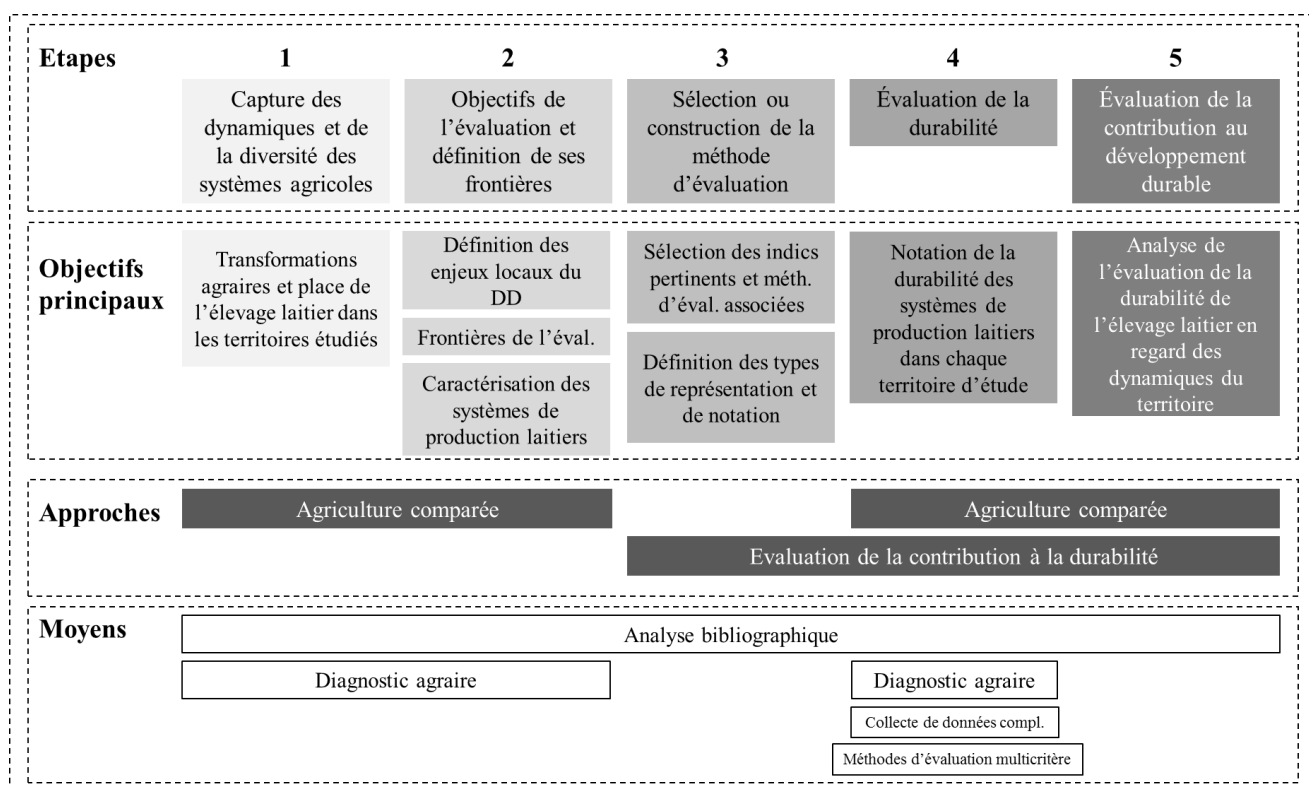 Etapes
1
2
3
4
5
Capture des
dynamiques et de
la diversité des
systèmes agricoles
Objectifs de
l’évaluation et
définition de ses
frontières
Sélection ou
construction de la
méthode
d’évaluation
Évaluation de la
durabilité
Évaluation de la
contribution au
développement
durable
Objectifs
principaux
Transformations
agraires et place de
l’élevage laitier dans
les territoires étudiés
Définition des
enjeux locaux du
DD
Frontières de l’éval.
Caractérisation des
systèmes de
production laitiers
Sélection des indics
pertinents et méth.
d’éval. associées
Définition des types
de représentation et
de notation
Notation de la
durabilité des
systèmes de
production laitiers
dans chaque
territoire d’étude
Analyse de
l’évaluation de la
durabilité de
l’élevage laitier en
regard des
dynamiques du
territoire
Approches
Agriculture comparée
Agriculture comparée
Evaluation de la contribution à la durabilité
Moyens
Analyse bibliographique
Diagnostic agraire
Diagnostic agraire
Collecte de données compl.
Méthodes d’évaluation multicritère